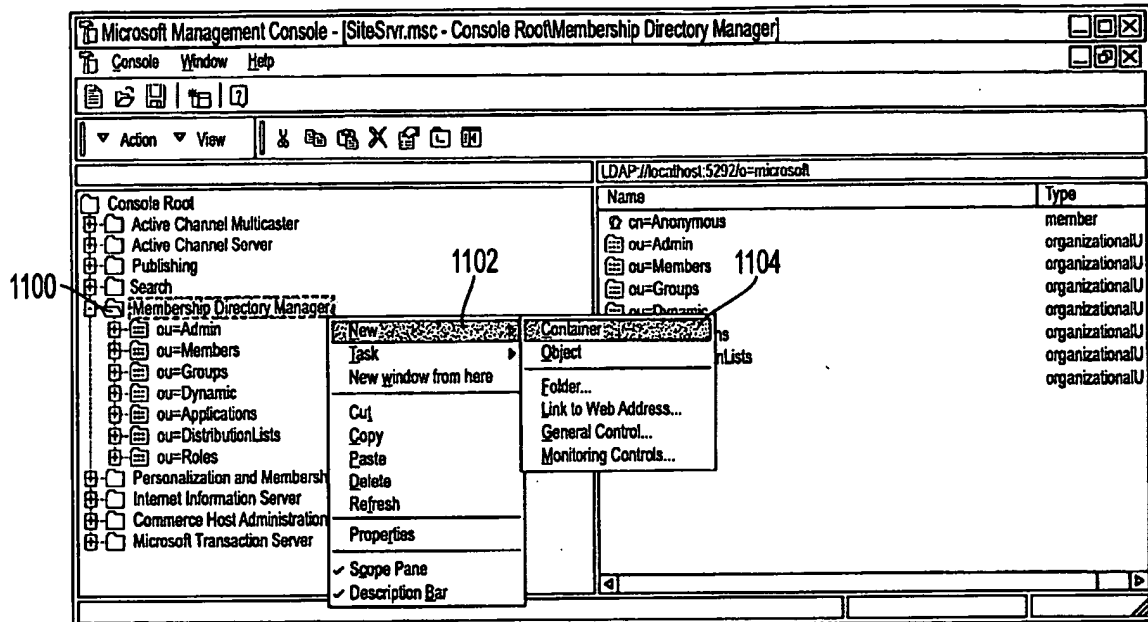 Microsoft Management Console - [SiteSrvr.msc - Console Root\Membership Directory Manager]
Console Window Help
Action View
LDAP://localhost:5292/o=microsoft
Console Root
Active Channel Multicaster
Active Channel Server
Publishing
Search
1100
Membership Directory Manager
ou=Admin
ou=Members
ou=Groups
ou=Dynamic
ou=Applications
ou=DistributionLists
ou=Roles
Personalization and Membersh
Internet Information Server
Commerce Host Administration
Microsoft Transaction Server
1102
New
Task
New window from here
Cut
Copy
Paste
Delete
Refresh
Properties
Scope Pane
Description Bar
1104
Container
Object
Folder...
Link to Web Address...
General Control...
Monitoring Controls...
Name Type
cn=Anonymous member
ou=Admin organizationalU
ou=Members organizationalU
ou=Groups organizationalU
ou=Dynamic organizationalU
ns organizationalU
nLists organizationalU
organizationalU